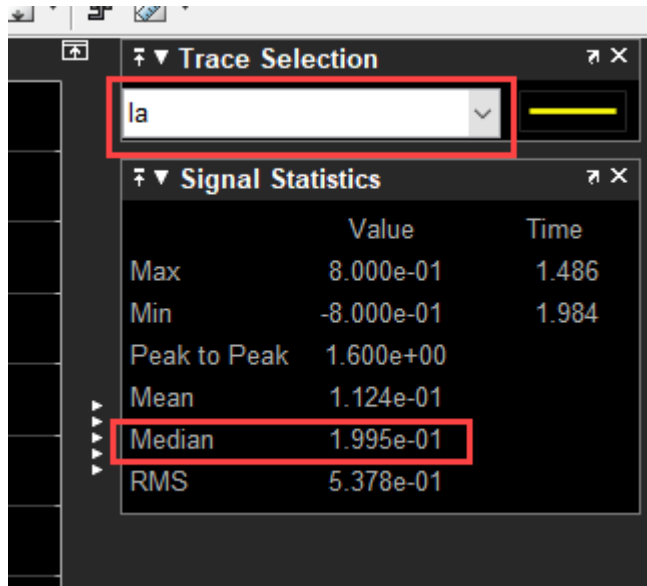 Trace Selection
Ia
Signal Statistics
Value Time
Max 8.000e-01 1.486
Min -8.000e-01 1.984
Peak to Peak 1.600e+00
Mean 1.124e-01
Median 1.995e-01
RMS 5.378e-01